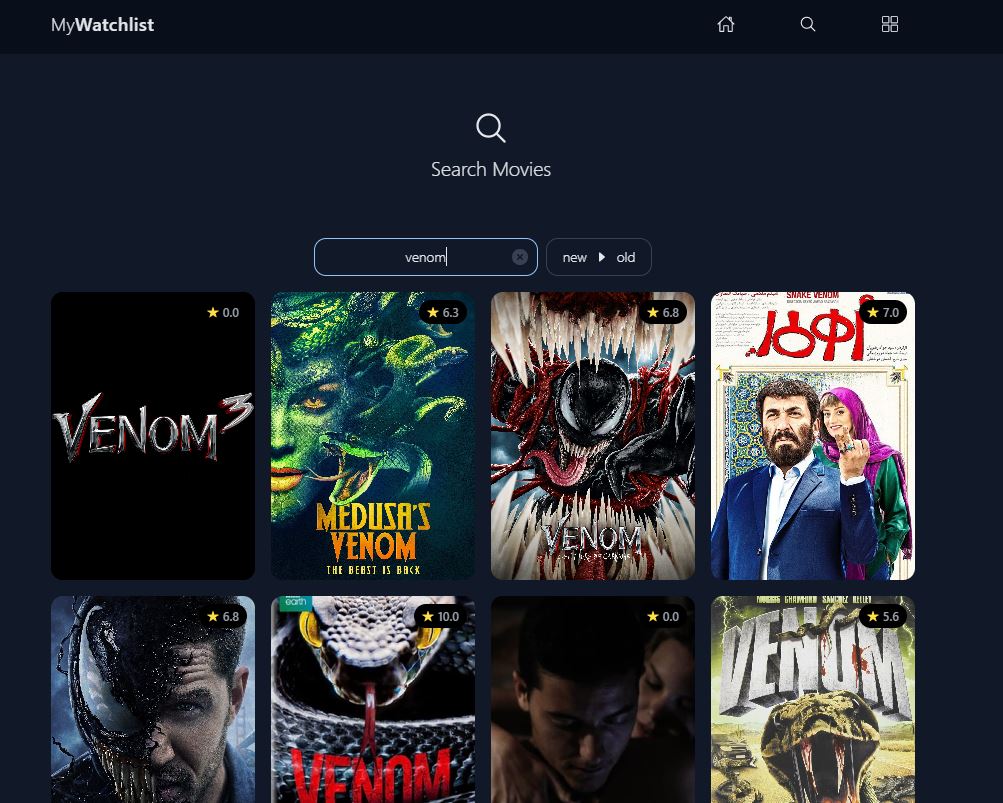 MyWatchlist
Search Movies
venom
new old
0.0
6.3
6.8
7.0
VENOM 3
MEDUSA'S
VENOM
THE BEAST IS BACK
VENOM
SNAKE VENOM
6.8
10.0
0.0
5.6
earth
VENOM
VENOM